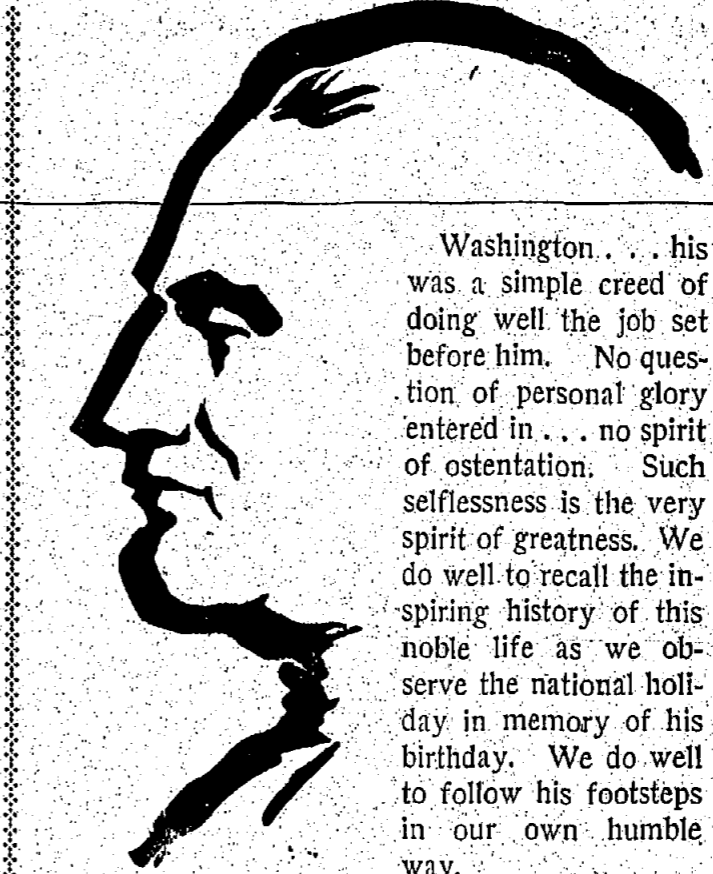 Washington . . . his
was a simple creed of
doing well the job set
before him. No ques-
tion of personal glory
entered in . . . no spirit
of ostentation. Such
selflessness is the very
spirit of greatness. We
do well to recall the in-
spiring history of this
noble life as we ob-
serve the national holi-
day in memory of his
birthday. We do well
to follow his footsteps
in our own humble
way.